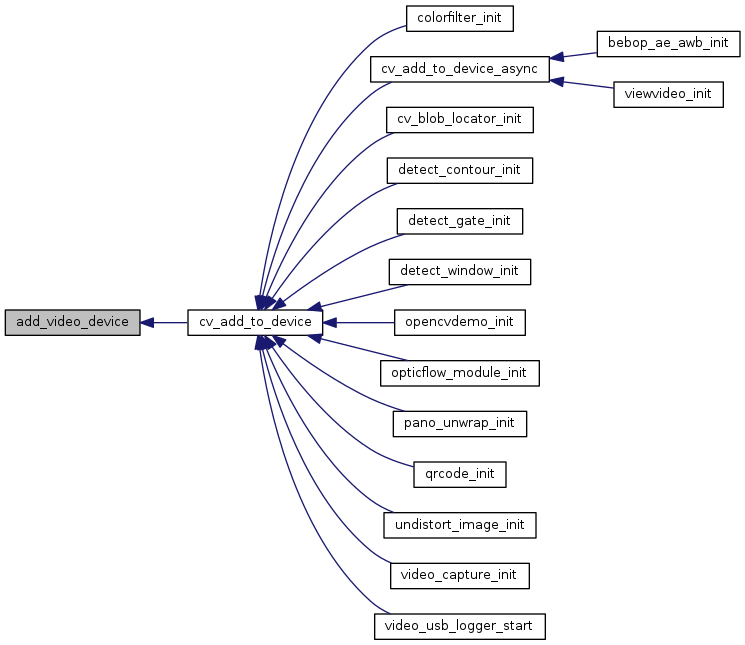 colorfilter_init
bebop_ae_awb_init
cv_add_to_device_async
viewvideo_init
cv_blob_locator_init
detect_contour_init
detect_gate_init
detect_window_init
add_video_device
cv_add_to_device
opencvdemo_init
opticflow_module_init
pano_unwrap_init
qrcode_init
undistort_image_init
video_capture_init
video_usb_logger_start